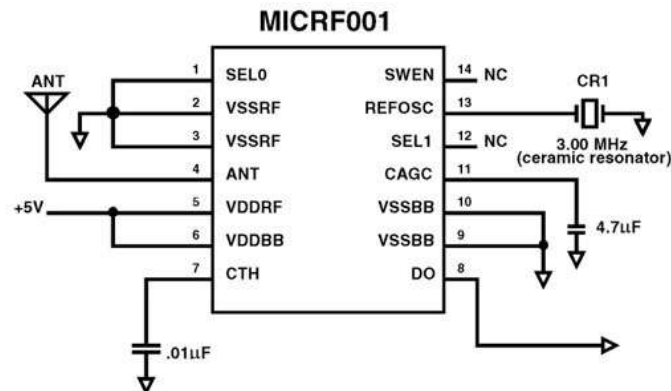 MICRF001
ANT
1 SEL0 SWEN 14 NC
2 VSSRF REFOSC 13
CR1
3.00 MHz
(ceramic resonator)
3 VSSRF SEL1 12 NC
4 ANT CAGC 11
+5V
5 VDDRF VSSBB 10
4.7µF
6 VDDBB VSSBB 9
7 CTH DO 8
.01µF